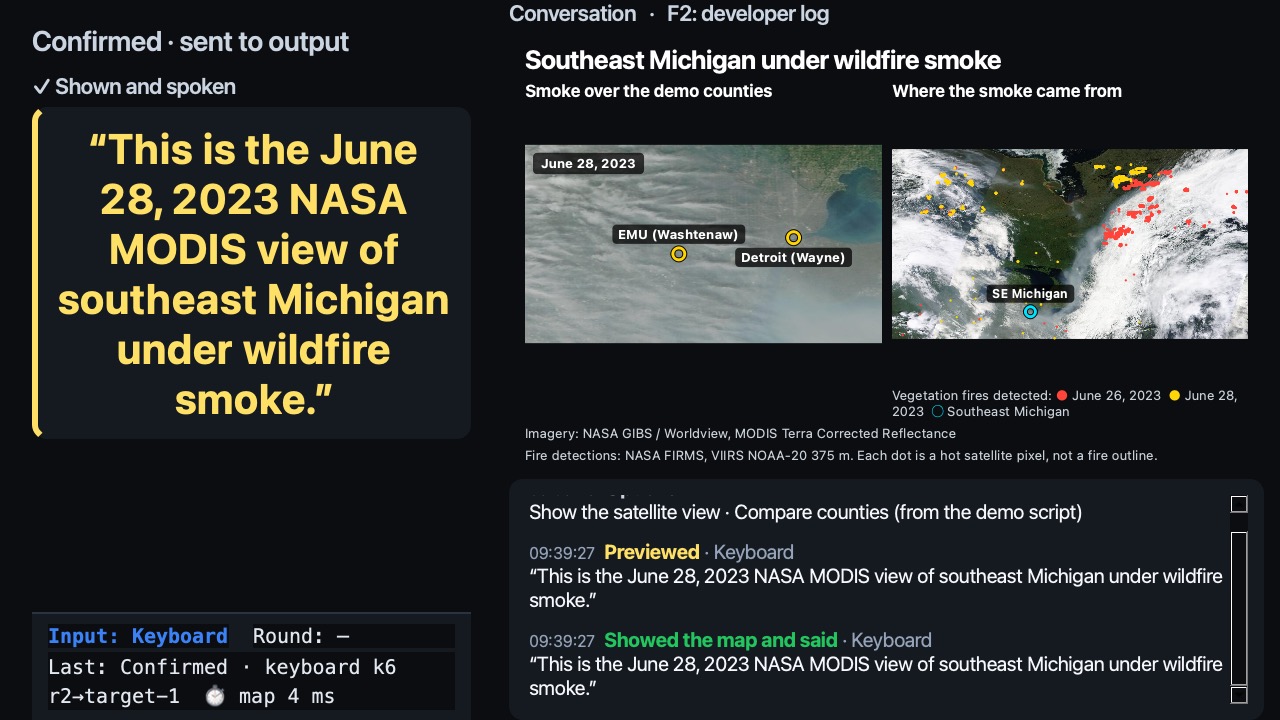 Confirmed · sent to output
✓ Shown and spoken
“This is the June
28, 2023 NASA
MODIS view of
southeast Michigan
under wildfire
smoke.”
Input: Keyboard Round: —
Last: Confirmed · keyboard k6
r2→target-1 ⏱ map 4 ms
Conversation · F2: developer log
Southeast Michigan under wildfire smoke
Smoke over the demo counties
June 28, 2023
EMU (Washtenaw)
Detroit (Wayne)
Where the smoke came from
SE Michigan
Vegetation fires detected: June 26, 2023 June 28,
2023 Southeast Michigan
Imagery: NASA GIBS / Worldview, MODIS Terra Corrected Reflectance
Fire detections: NASA FIRMS, VIIRS NOAA-20 375 m. Each dot is a hot satellite pixel, not a fire outline.
Show the satellite view · Compare counties (from the demo script)
09:39:27 Previewed · Keyboard
“This is the June 28, 2023 NASA MODIS view of southeast Michigan under wildfire
smoke.”
09:39:27 Showed the map and said · Keyboard
“This is the June 28, 2023 NASA MODIS view of southeast Michigan under wildfire
smoke.”